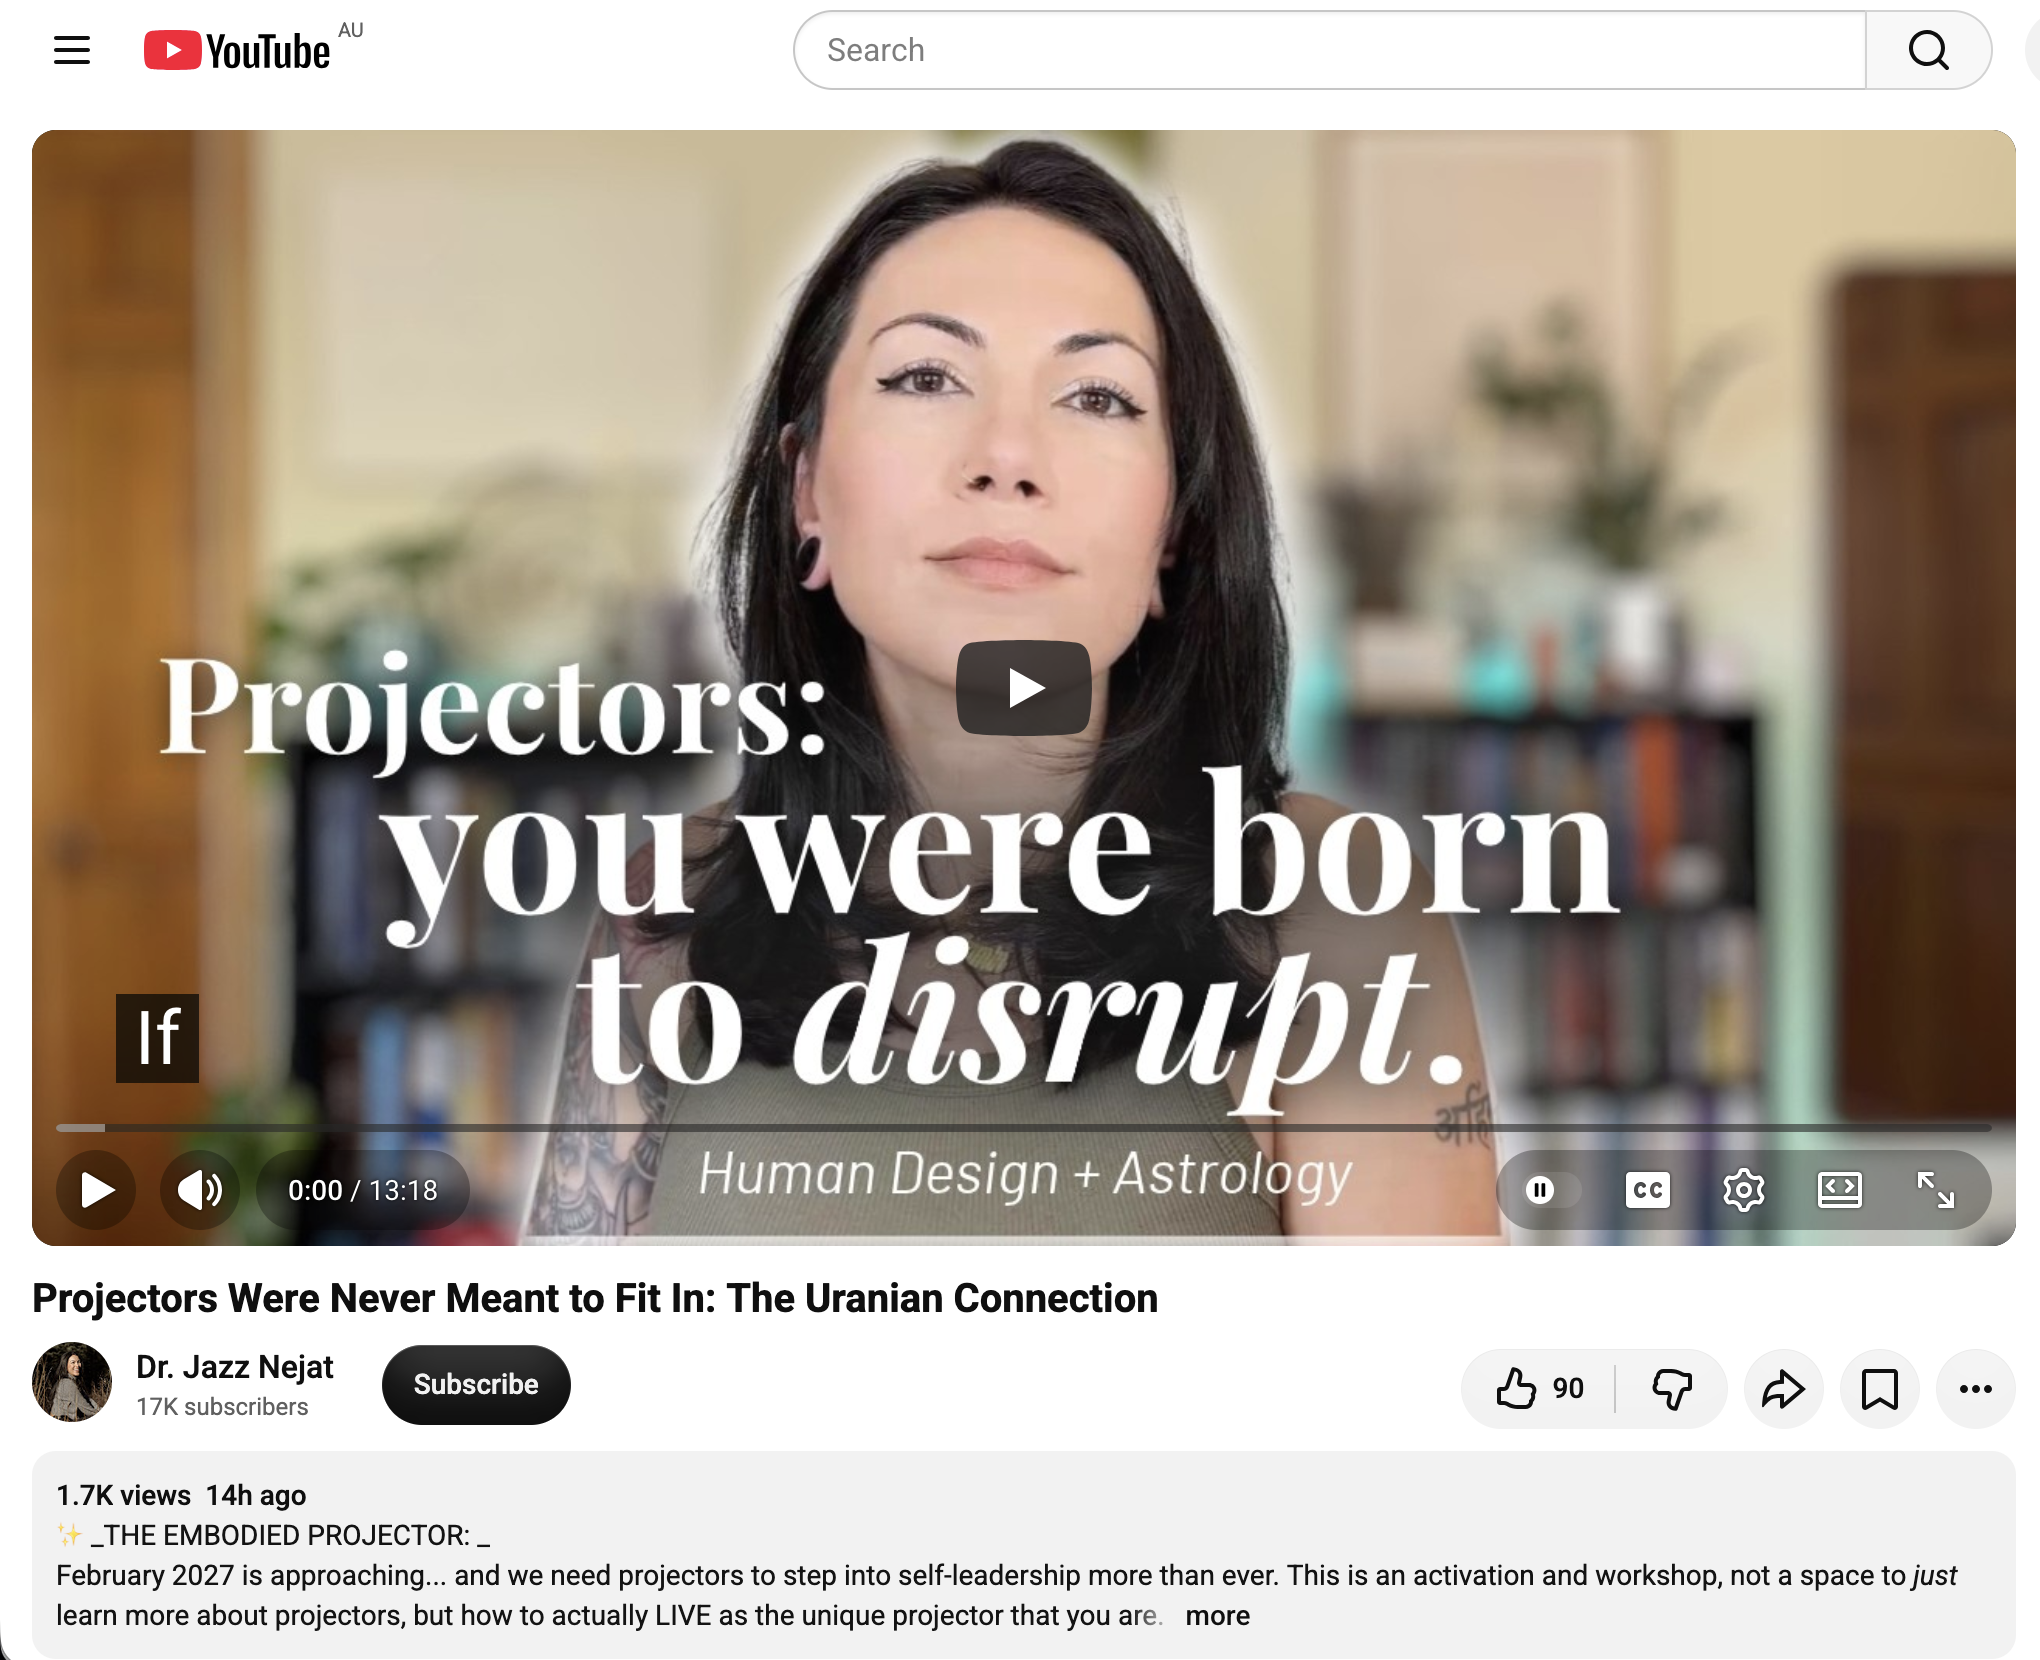 YouTube AU
Search
Projectors:
you were born
to disrupt.
If
अहिं
Human Design + Astrology
0:00 / 13:18
CC
Projectors Were Never Meant to Fit In: The Uranian Connection
Dr. Jazz Nejat
17K subscribers
Subscribe
90
1.7K views 14h ago
✨ _THE EMBODIED PROJECTOR: _
February 2027 is approaching... and we need projectors to step into self-leadership more than ever. This is an activation and workshop, not a space to just
learn more about projectors, but how to actually LIVE as the unique projector that you are. more